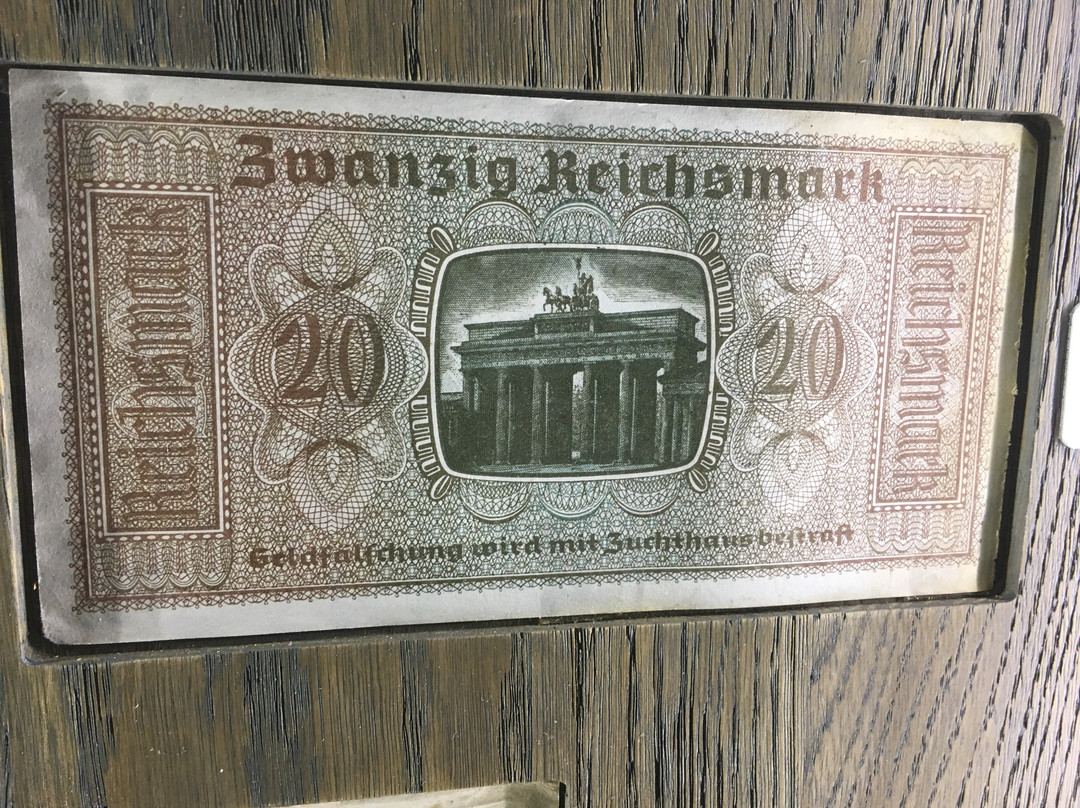 Zwanzig Reichsmark
Reichsmark
20
20
Reichsmark
Geldfälschung wird mit Zuchthaus bestraft